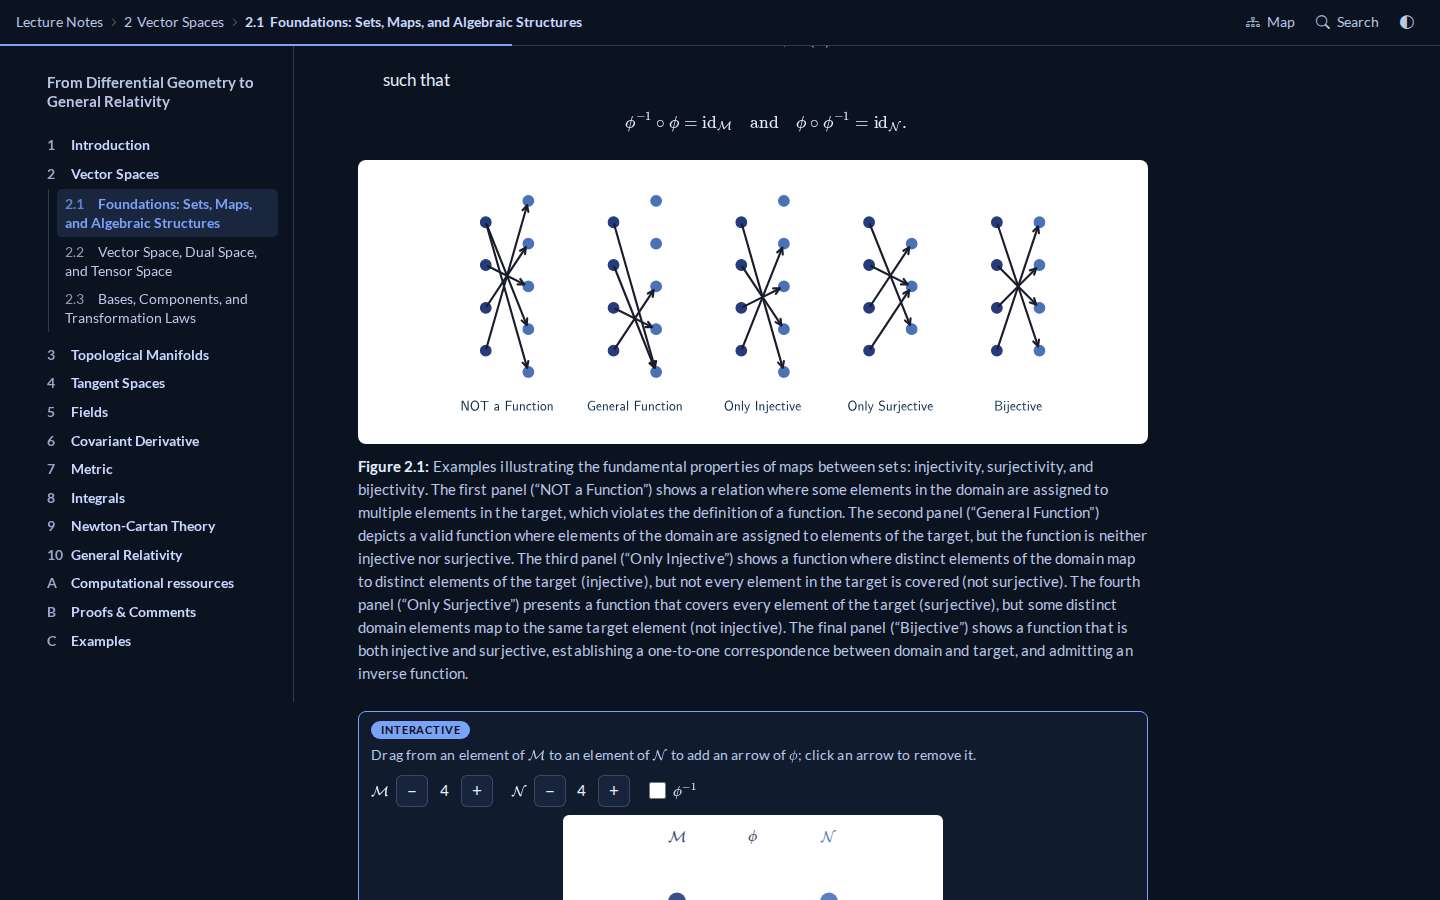 Lecture Notes > 2 Vector Spaces > 2.1 Foundations: Sets, Maps, and Algebraic Structures
Map
Search
From Differential Geometry to
General Relativity
1 Introduction
2 Vector Spaces
2.1 Foundations: Sets, Maps,
and Algebraic Structures
2.2 Vector Space, Dual Space,
and Tensor Space
2.3 Bases, Components, and
Transformation Laws
3 Topological Manifolds
4 Tangent Spaces
5 Fields
6 Covariant Derivative
7 Metric
8 Integrals
9 Newton-Cartan Theory
10 General Relativity
A Computational ressources
B Proofs & Comments
C Examples
such that
ϕ⁻¹ ∘ ϕ = id_ℳ and ϕ ∘ ϕ⁻¹ = id_𝒩.
NOT a Function
General Function
Only Injective
Only Surjective
Bijective
Figure 2.1: Examples illustrating the fundamental properties of maps between sets: injectivity, surjectivity, and
bijectivity. The first panel (“NOT a Function”) shows a relation where some elements in the domain are assigned to
multiple elements in the target, which violates the definition of a function. The second panel (“General Function”)
depicts a valid function where elements of the domain are assigned to elements of the target, but the function is neither
injective nor surjective. The third panel (“Only Injective”) shows a function where distinct elements of the domain map
to distinct elements of the target (injective), but not every element in the target is covered (not surjective). The fourth
panel (“Only Surjective”) presents a function that covers every element of the target (surjective), but some distinct
domain elements map to the same target element (not injective). The final panel (“Bijective”) shows a function that is
both injective and surjective, establishing a one-to-one correspondence between domain and target, and admitting an
inverse function.
INTERACTIVE
Drag from an element of ℳ to an element of 𝒩 to add an arrow of ϕ; click an arrow to remove it.
ℳ − 4 + 𝒩 − 4 + ϕ⁻¹
ℳ ϕ 𝒩